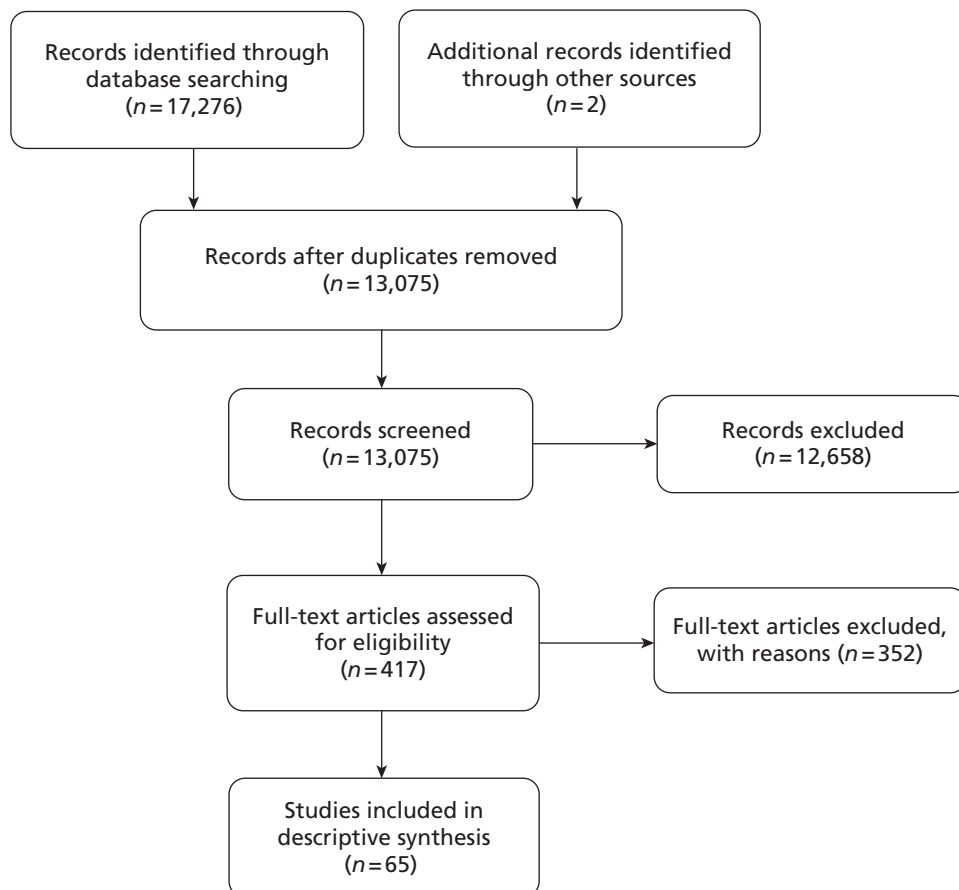 Records identified through
database searching
(n=17,276)
Additional records identified
through other sources
(n=2)
Records after duplicates removed
(n=13,075)
Records screened
(n=13,075)
Records excluded
(n=12,658)
Full-text articles assessed
for eligibility
(n=417)
Full-text articles excluded,
with reasons (n=352)
Studies included in
descriptive synthesis
(n=65)